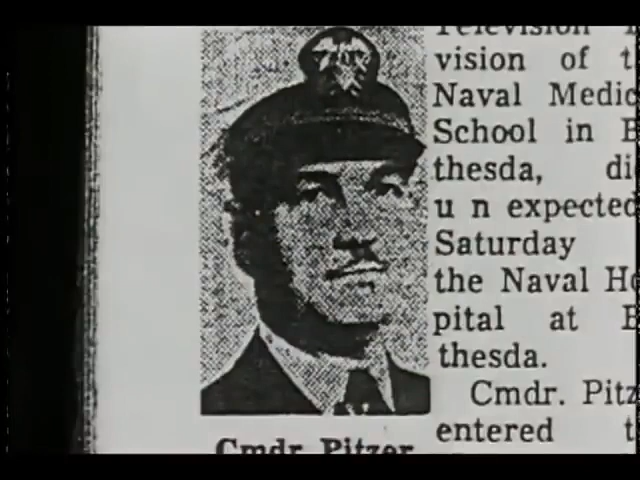 Television
vision of t
Naval Medic
School in B
thesda, di
u n expected
Saturday
the Naval Ho
pital at B
thesda.
Cmdr. Pitz
entered t
Cmdr. Pitzer